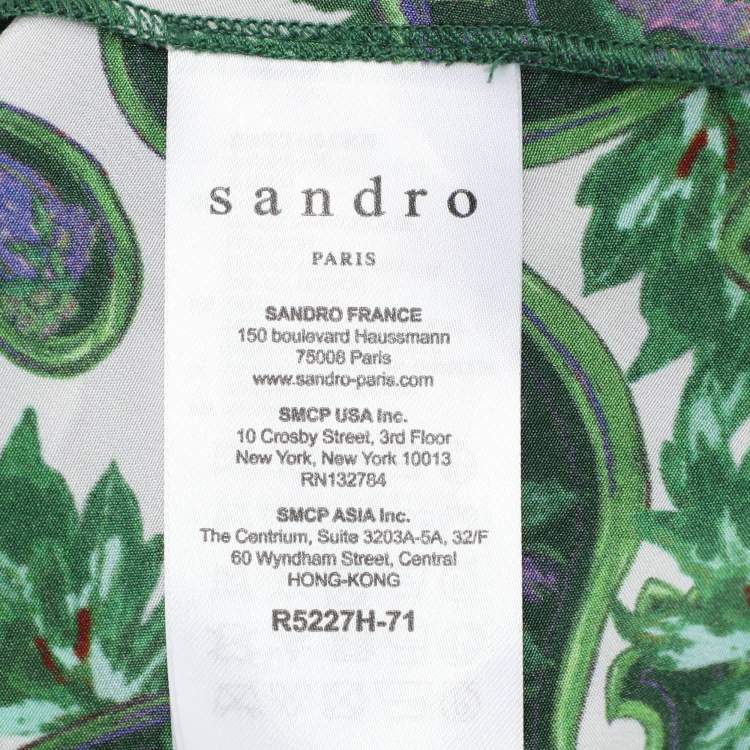 sandro
PARIS
SANDRO FRANCE
150 boulevard Haussmann
75008 Paris
www.sandro-paris.com
SMCP USA Inc.
10 Crosby Street, 3rd Floor
New York, New York 10013
RN132784
SMCP ASIA Inc.
The Centrium, Suite 3203A-5A, 32/F
60 Wyndham Street, Central
HONG-KONG
R5227H-71